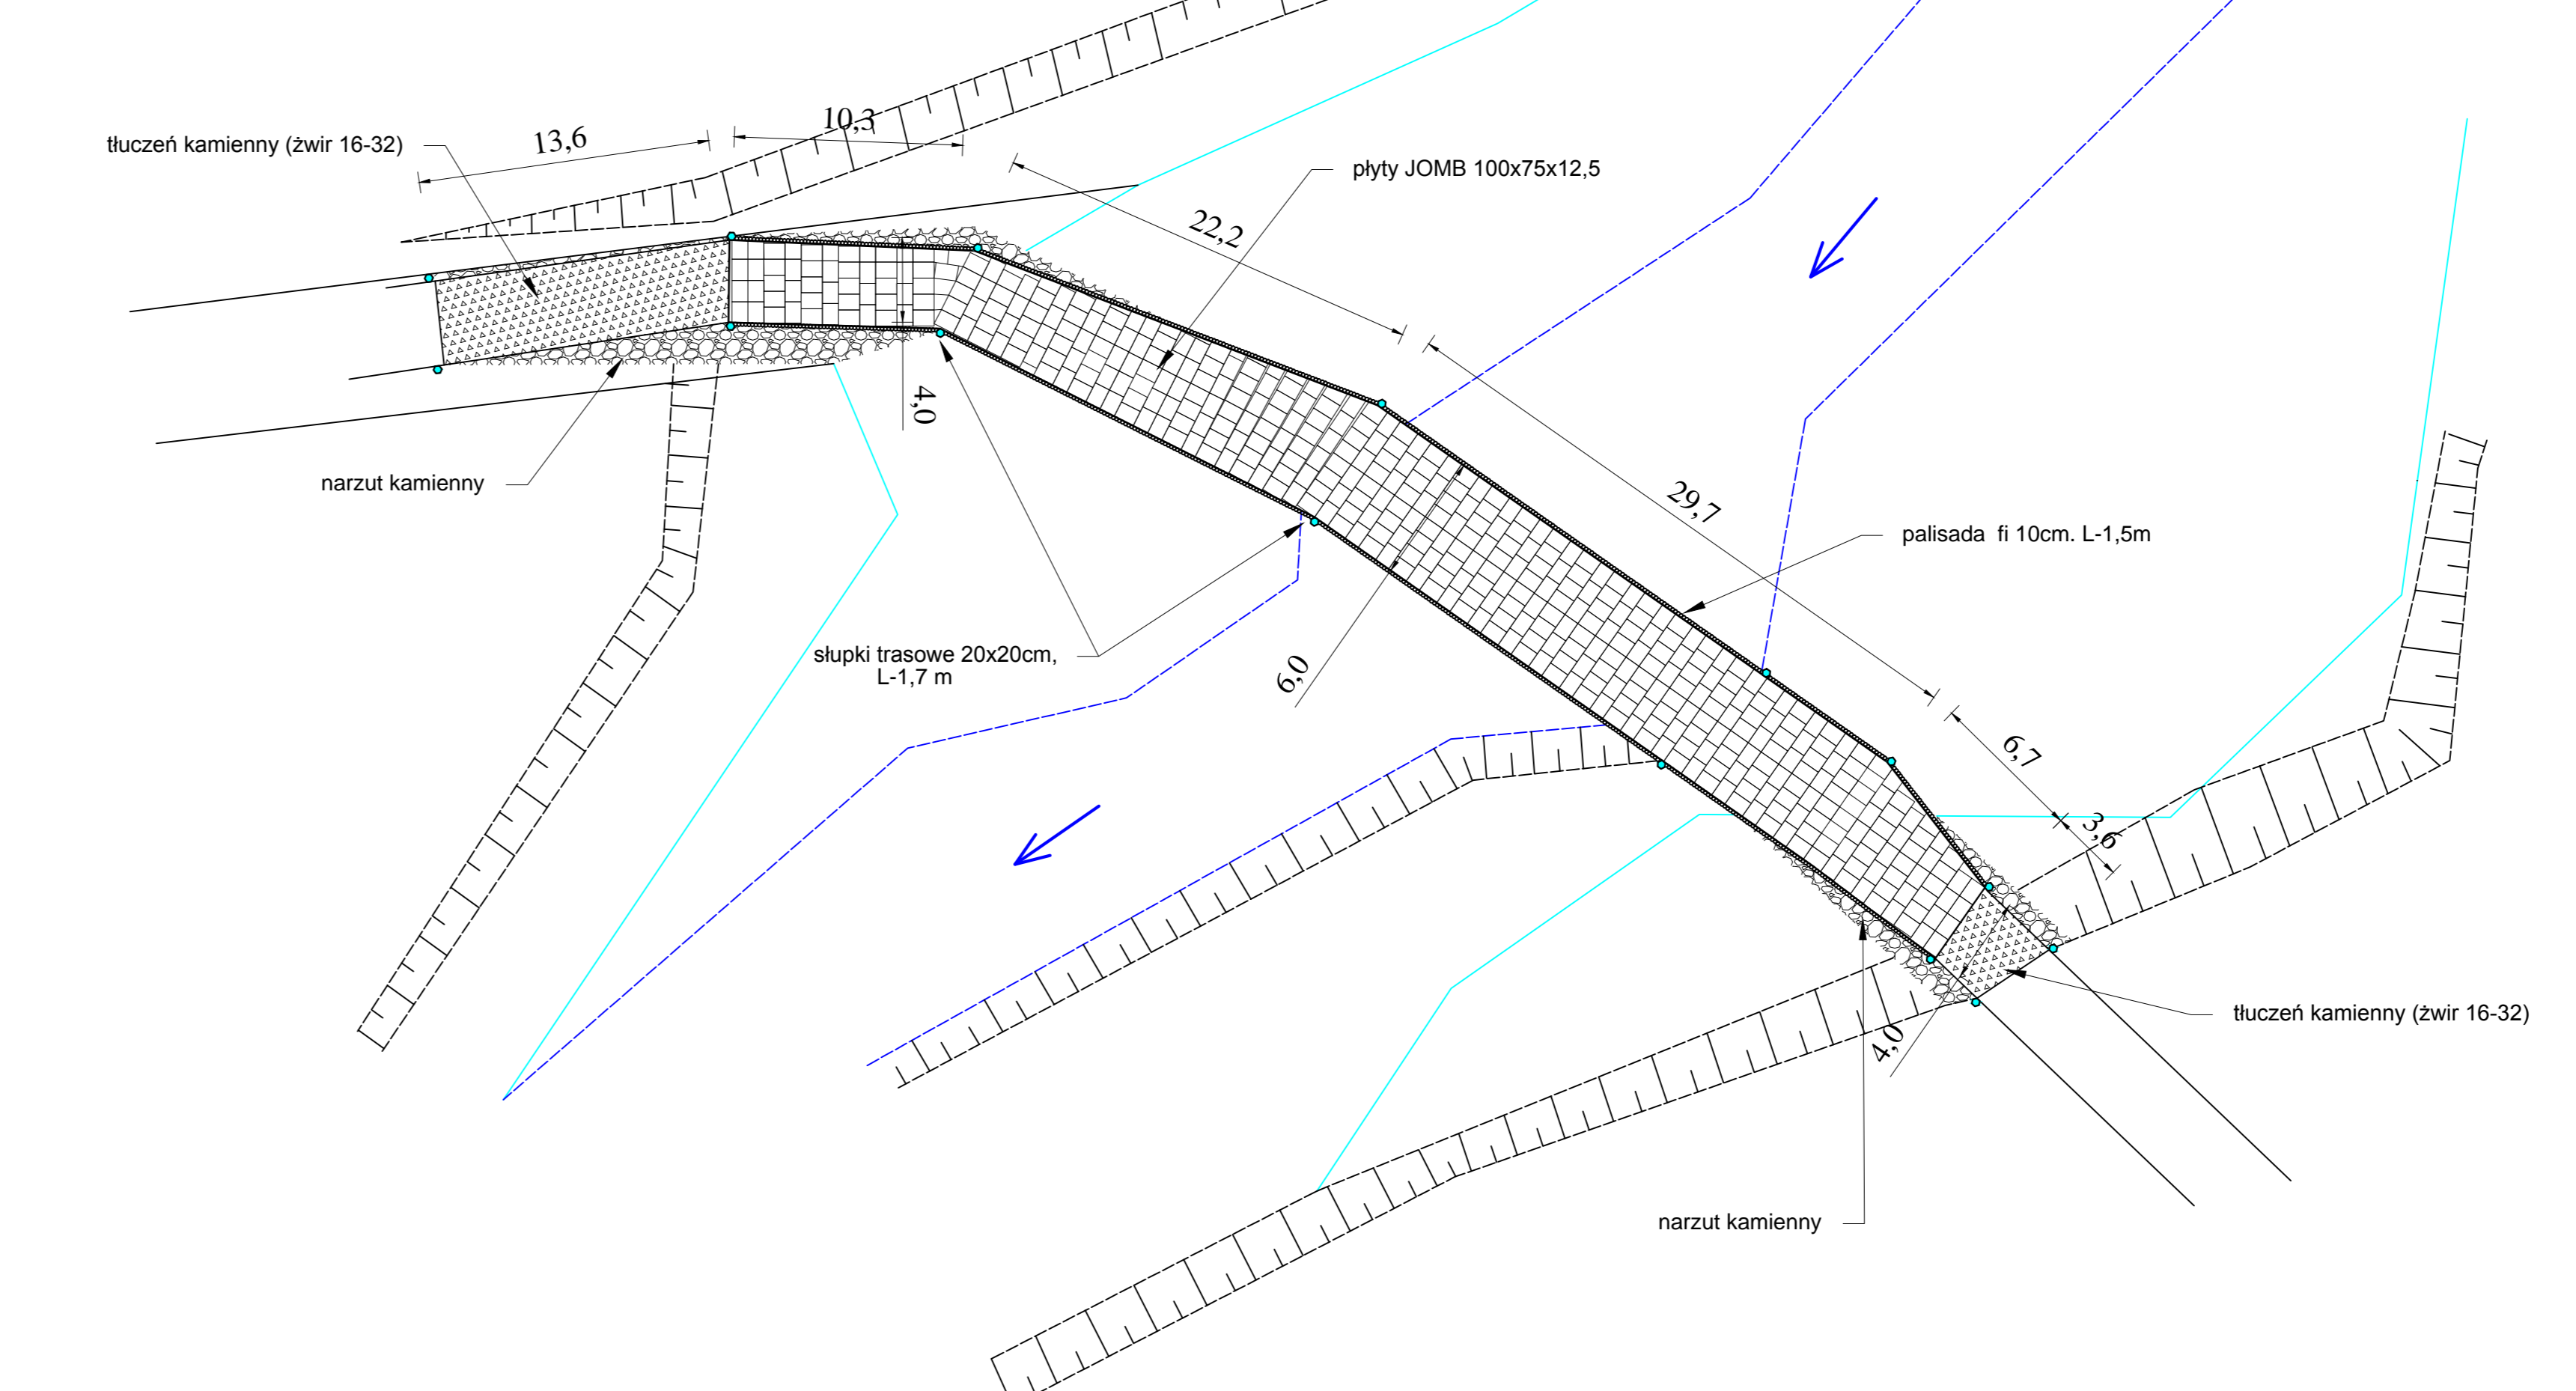 10,3
13,6
tłuczeń kamienny (żwir 16-32)
płyty JOMB 100x75x12,5
22,2
4,0
narzut kamienny
29,7
palisada fi 10cm. L-1,5m
słupki trasowe 20x20cm,
L-1,7 m
6,0
6,7
3,6
tłuczeń kamienny (żwir 16-32)
4,0
narzut kamienny